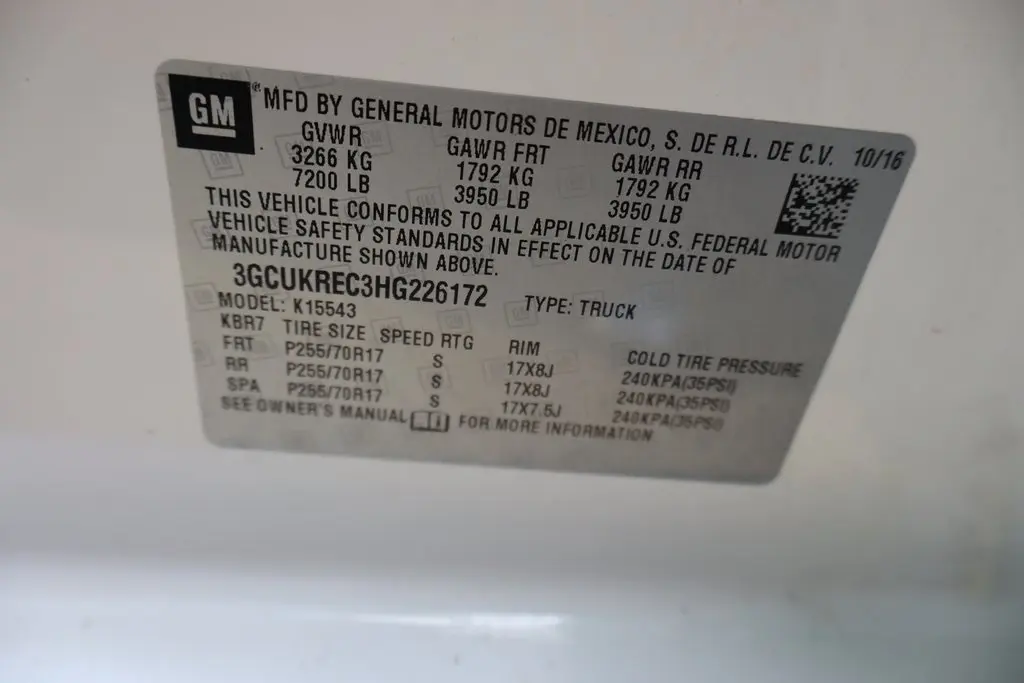 GM ® MFD BY GENERAL MOTORS DE MEXICO, S. DE R.L. DE C.V. 10/16
GVWR GAWR FRT GAWR RR
3266 KG 1792 KG 1792 KG
7200 LB 3950 LB 3950 LB
THIS VEHICLE CONFORMS TO ALL APPLICABLE U.S. FEDERAL MOTOR
VEHICLE SAFETY STANDARDS IN EFFECT ON THE DATE OF
MANUFACTURE SHOWN ABOVE.
3GCUKREC3HG226172 TYPE: TRUCK
MODEL: K15543
KBR7 TIRE SIZE SPEED RTG RIM COLD TIRE PRESSURE
FRT P255/70R17 S 17X8J 240KPA(35PSI)
RR P255/70R17 S 17X8J 240KPA(35PSI)
SPA P255/70R17 S 17X7.5J 240KPA(35PSI)
SEE OWNER'S MANUAL FOR MORE INFORMATION